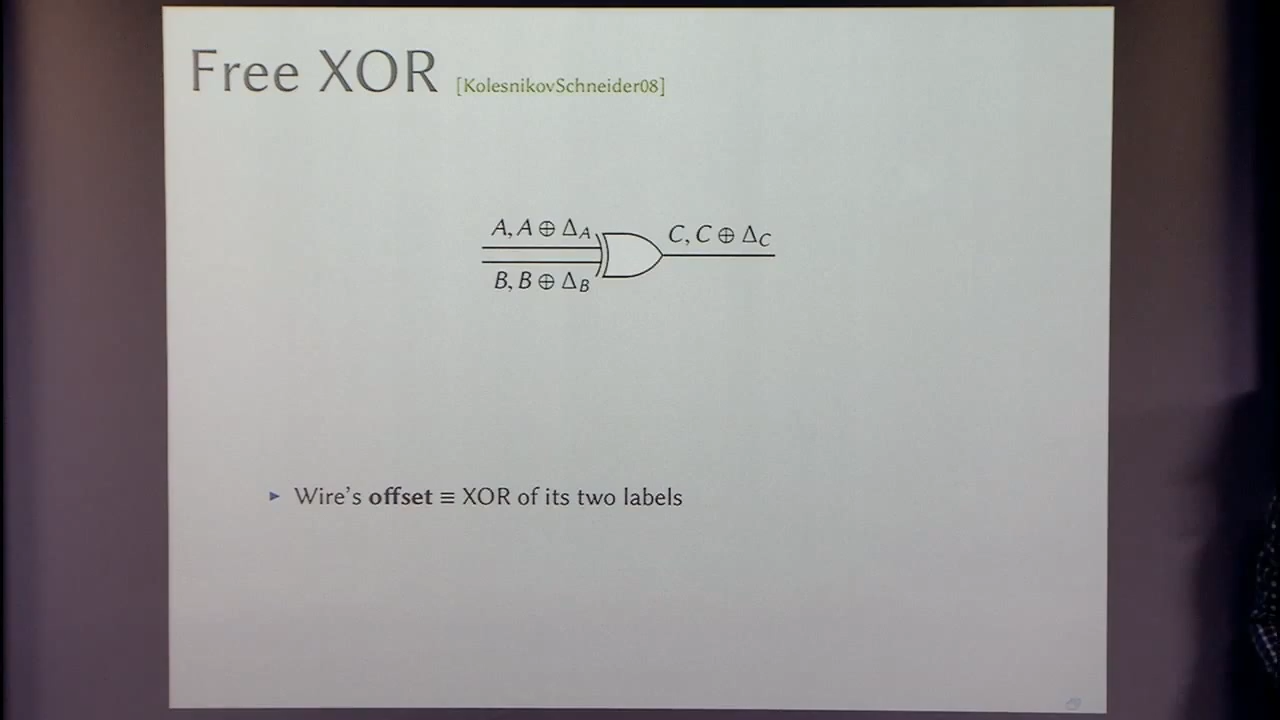 Free XOR [KolesnikovSchneider08]
A, A ⊕ Δ_A
C, C ⊕ Δ_C
B, B ⊕ Δ_B
▸ Wire's offset ≡ XOR of its two labels